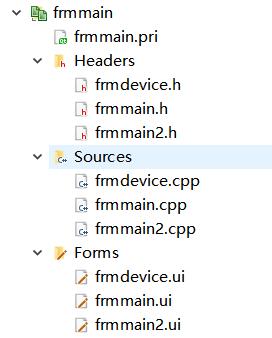 frmmain
frmmain.pri
Headers
frmdevice.h
frmmain.h
frmmain2.h
Sources
frmdevice.cpp
frmmain.cpp
frmmain2.cpp
Forms
frmdevice.ui
frmmain.ui
frmmain2.ui